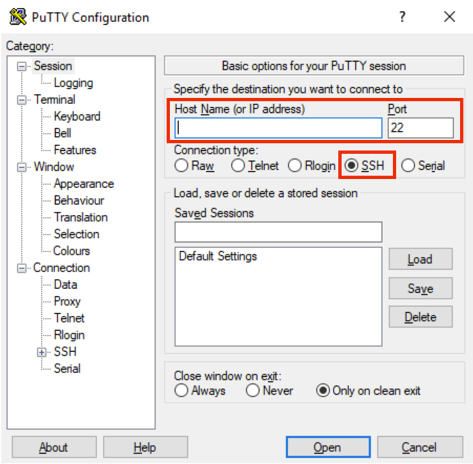 PuTTY Configuration
Category:
Session
Logging
Terminal
Keyboard
Bell
Features
Window
Appearance
Behaviour
Translation
Selection
Colours
Connection
Data
Proxy
Telnet
Rlogin
SSH
Serial
Basic options for your PuTTY session
Specify the destination you want to connect to
Host Name (or IP address) Port
22
Connection type:
Raw Telnet Rlogin SSH Serial
Load, save or delete a stored session
Saved Sessions
Default Settings
Load
Save
Delete
Close window on exit:
Always Never Only on clean exit
About Help Open Cancel